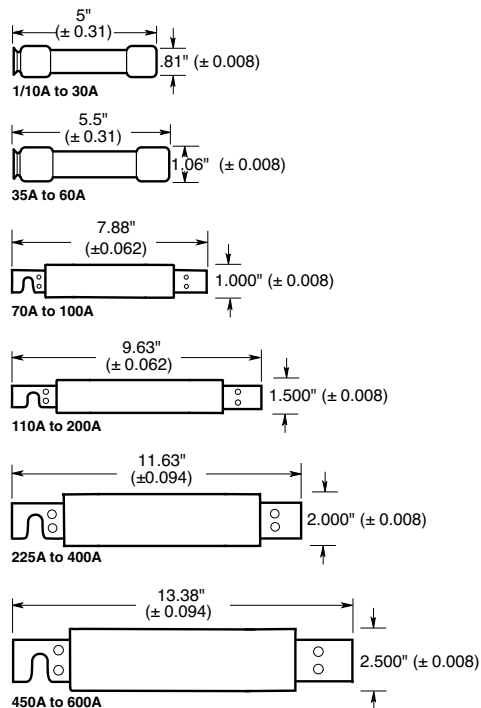 5"
(± 0.31)
.81" (± 0.008)
1/10A to 30A
5.5"
(± 0.31)
1.06" (± 0.008)
35A to 60A
7.88"
(±0.062)
1.000" (± 0.008)
70A to 100A
9.63"
(± 0.062)
1.500" (± 0.008)
110A to 200A
11.63"
(±0.094)
2.000" (± 0.008)
225A to 400A
13.38"
(± 0.094)
2.500" (± 0.008)
450A to 600A